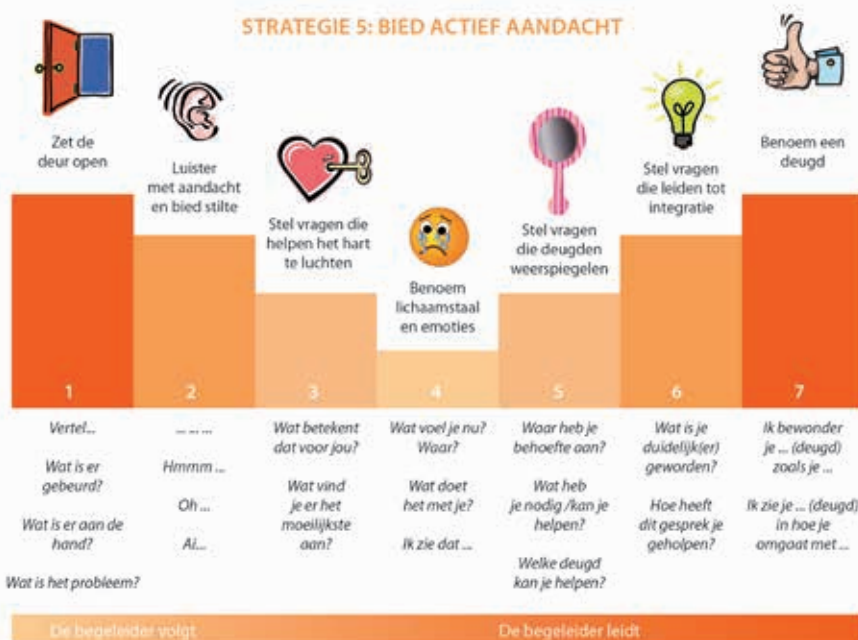 STRATEGIE 5: BIED ACTIEF AANDACHT
Zet de
deur open
Luister
met aandacht
en bied stilte
Stel vragen die
helpen het hart
te luchten
Benoem
lichaamstaal
en emoties
Stel vragen
die deugden
weerspiegelen
Stel vragen
die leiden tot
integratie
Benoem een
deugd
1
2
3
4
5
6
7
Vertel...
Wat is er
gebeurd?
Wat is er aan de
hand?
Wat is het probleem?
... ... ...
Hmmm ...
Oh ...
Ai...
Wat betekent
dat voor jou?
Wat vind
je er het
moeilijkste
aan?
Wat voel je nu?
Waar?
Wat doet
het met je?
Ik zie dat ...
Waar heb je
behoefte aan?
Wat heb
je nodig /kan je
helpen?
Welke deugd
kan je helpen?
Wat is je
duidelijk(er)
geworden?
Hoe heeft
dit gesprek je
geholpen?
Ik bewonder
je ... (deugd)
zoals je ...
Ik zie je ... (deugd)
in hoe je
omgaat met ...
De begeleider volgt
De begeleider leidt